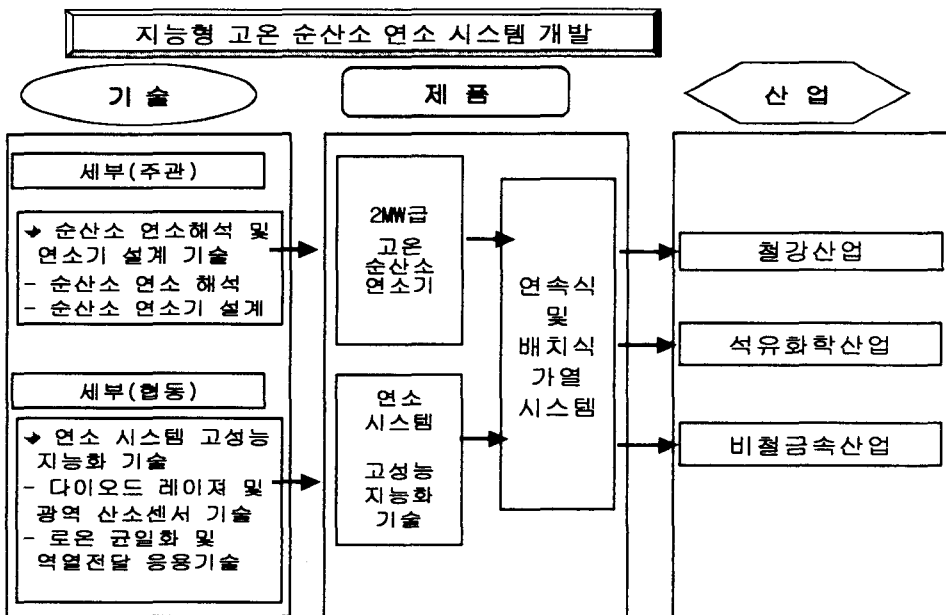 지능형 고온 순산소 연소 시스템 개발
기 술
제 품
산 업
세부(주관)
→ 순산소 연소해석 및
연소기 설계 기술
- 순산소 연소 해석
- 순산소 연소기 설계
세부(협동)
→ 연소 시스템 고성능
지능화 기술
- 다이오드 레이져 및
광역 산소센서 기술
- 로온 균일화 및
역열전달 응용기술
2MW급
고온
순산소
연소기
연소
시스템
고성능
지능화
기술
연속식
및
배치식
가열
시스템
철강산업
석유화학산업
비철금속산업